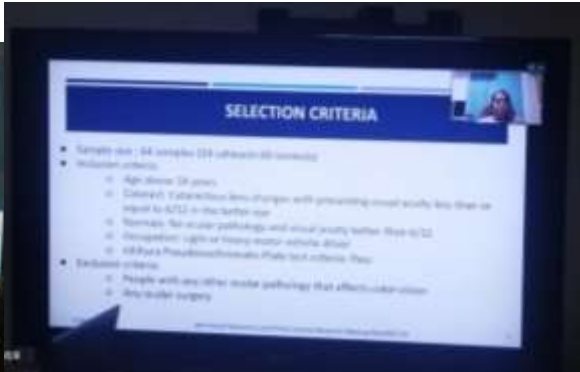 SELECTION CRITERIA
Sample size : 64 samples
Inclusion criteria:
Age above 18 years
Cataract: Cataractous lens changes with presenting visual acuity less than or
equal to 6/12 in the better eye
Normals: No ocular pathology and visual acuity better than
Occupation: Light or heavy motor vehicle driver
Ishihara Pseudoisochromatic Plate test criteria:
Exclusion criteria:
People with any other ocular pathology that affects color vision
Any ocular surgery